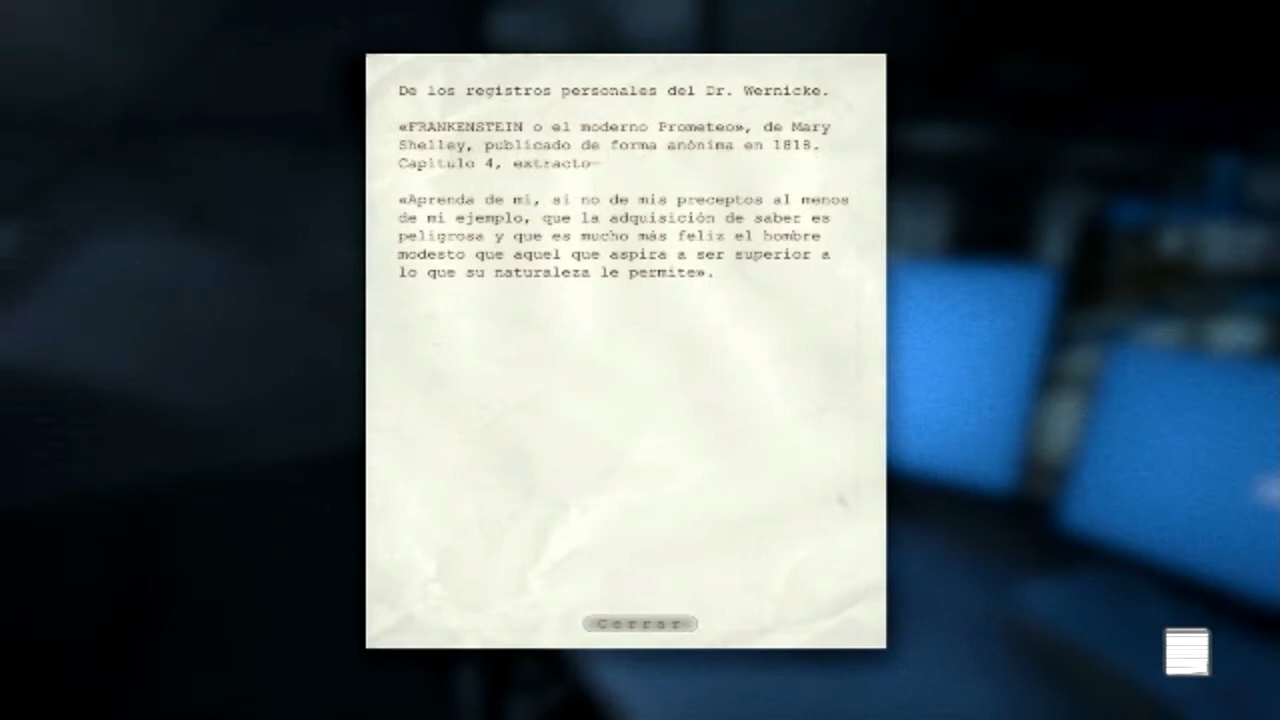 De los registros personales del Dr. Wernicke.
«FRANKENSTEIN o el moderno Prometeo», de Mary
Shelley, publicado de forma anónima en 1818.
Capítulo 4, extracto—
«Aprenda de mí, si no de mis preceptos al menos
de mi ejemplo, que la adquisición de saber es
peligrosa y que es mucho más feliz el hombre
modesto que aquel que aspira a ser superior a
lo que su naturaleza le permite».
Cerrar